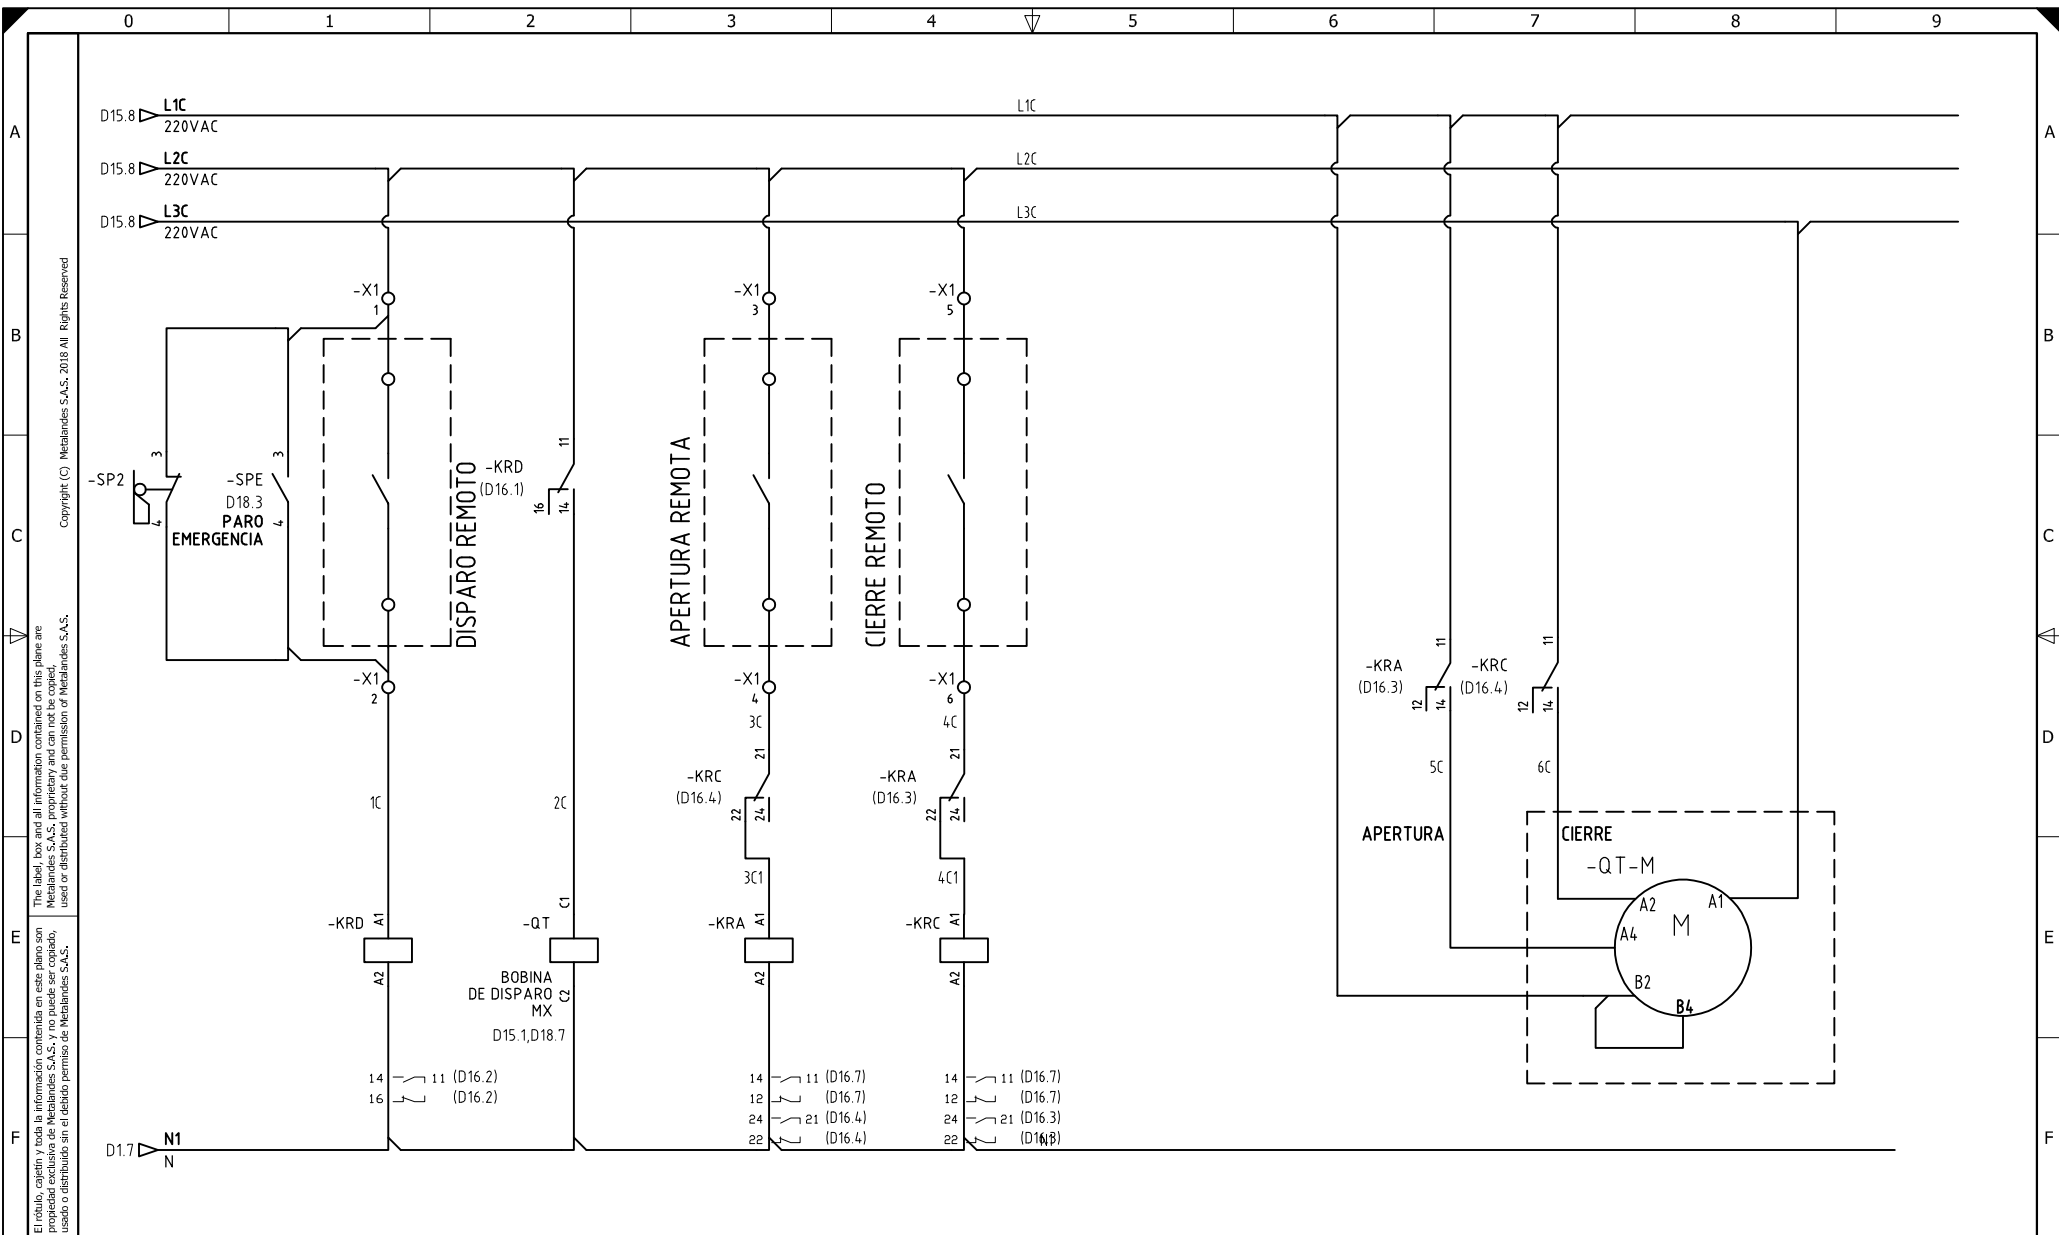 0 1 2 3 4 5 6 7 8 9
A A
B B
C C
D D
E E
F F
D15.8 L1C L1C
220VAC
D15.8 L2C L2C
220VAC
D15.8 L3C L3C
220VAC
-X1
1
-X1
3
-X1
5
-SP2
3
4
-SPE
D18.3
PARO
EMERGENCIA
3
4
DISPARO REMOTO
-KRD
(D16.1)
11
16
14
APERTURA REMOTA
CIERRE REMOTO
-X1
2
-X1
4
3C
-X1
6
4C
-KRC
(D16.4)
21
22
24
-KRA
(D16.3)
21
22
24
-KRA
(D16.3)
11
12
14
-KRC
(D16.4)
11
12
14
1C
2C
3C1
4C1
5C
6C
APERTURA
CIERRE
-QT-M
M
A2
A1
A4
B2
B4
-KRD
A1
A2
-QT
C1
C2
BOBINA
DE DISPARO
MX
D15.1,D18.7
-KRA
A1
A2
-KRC
A1
A2
14 11 (D16.2)
16 (D16.2)
14 11 (D16.7)
12 (D16.7)
24 21 (D16.4)
22 (D16.4)
14 11 (D16.7)
12 (D16.7)
24 21 (D16.3)
22 (D16.3)
N1
D1.7 N1
N
Copyright (C) Metalandes S.A.S. 2018 All Rights Reserved
The label, box and all information contained on this plane are
Metalandes S.A.S. proprietary and can not be copied,
used or distributed without due permission of Metalandes S.A.S.
El rótulo, cajetín y toda la información contenida en este plano son
propiedad exclusiva de Metalandes S.A.S. y no puede ser copiado,
usado o distribuido sin el debido permiso de Metalandes S.A.S.